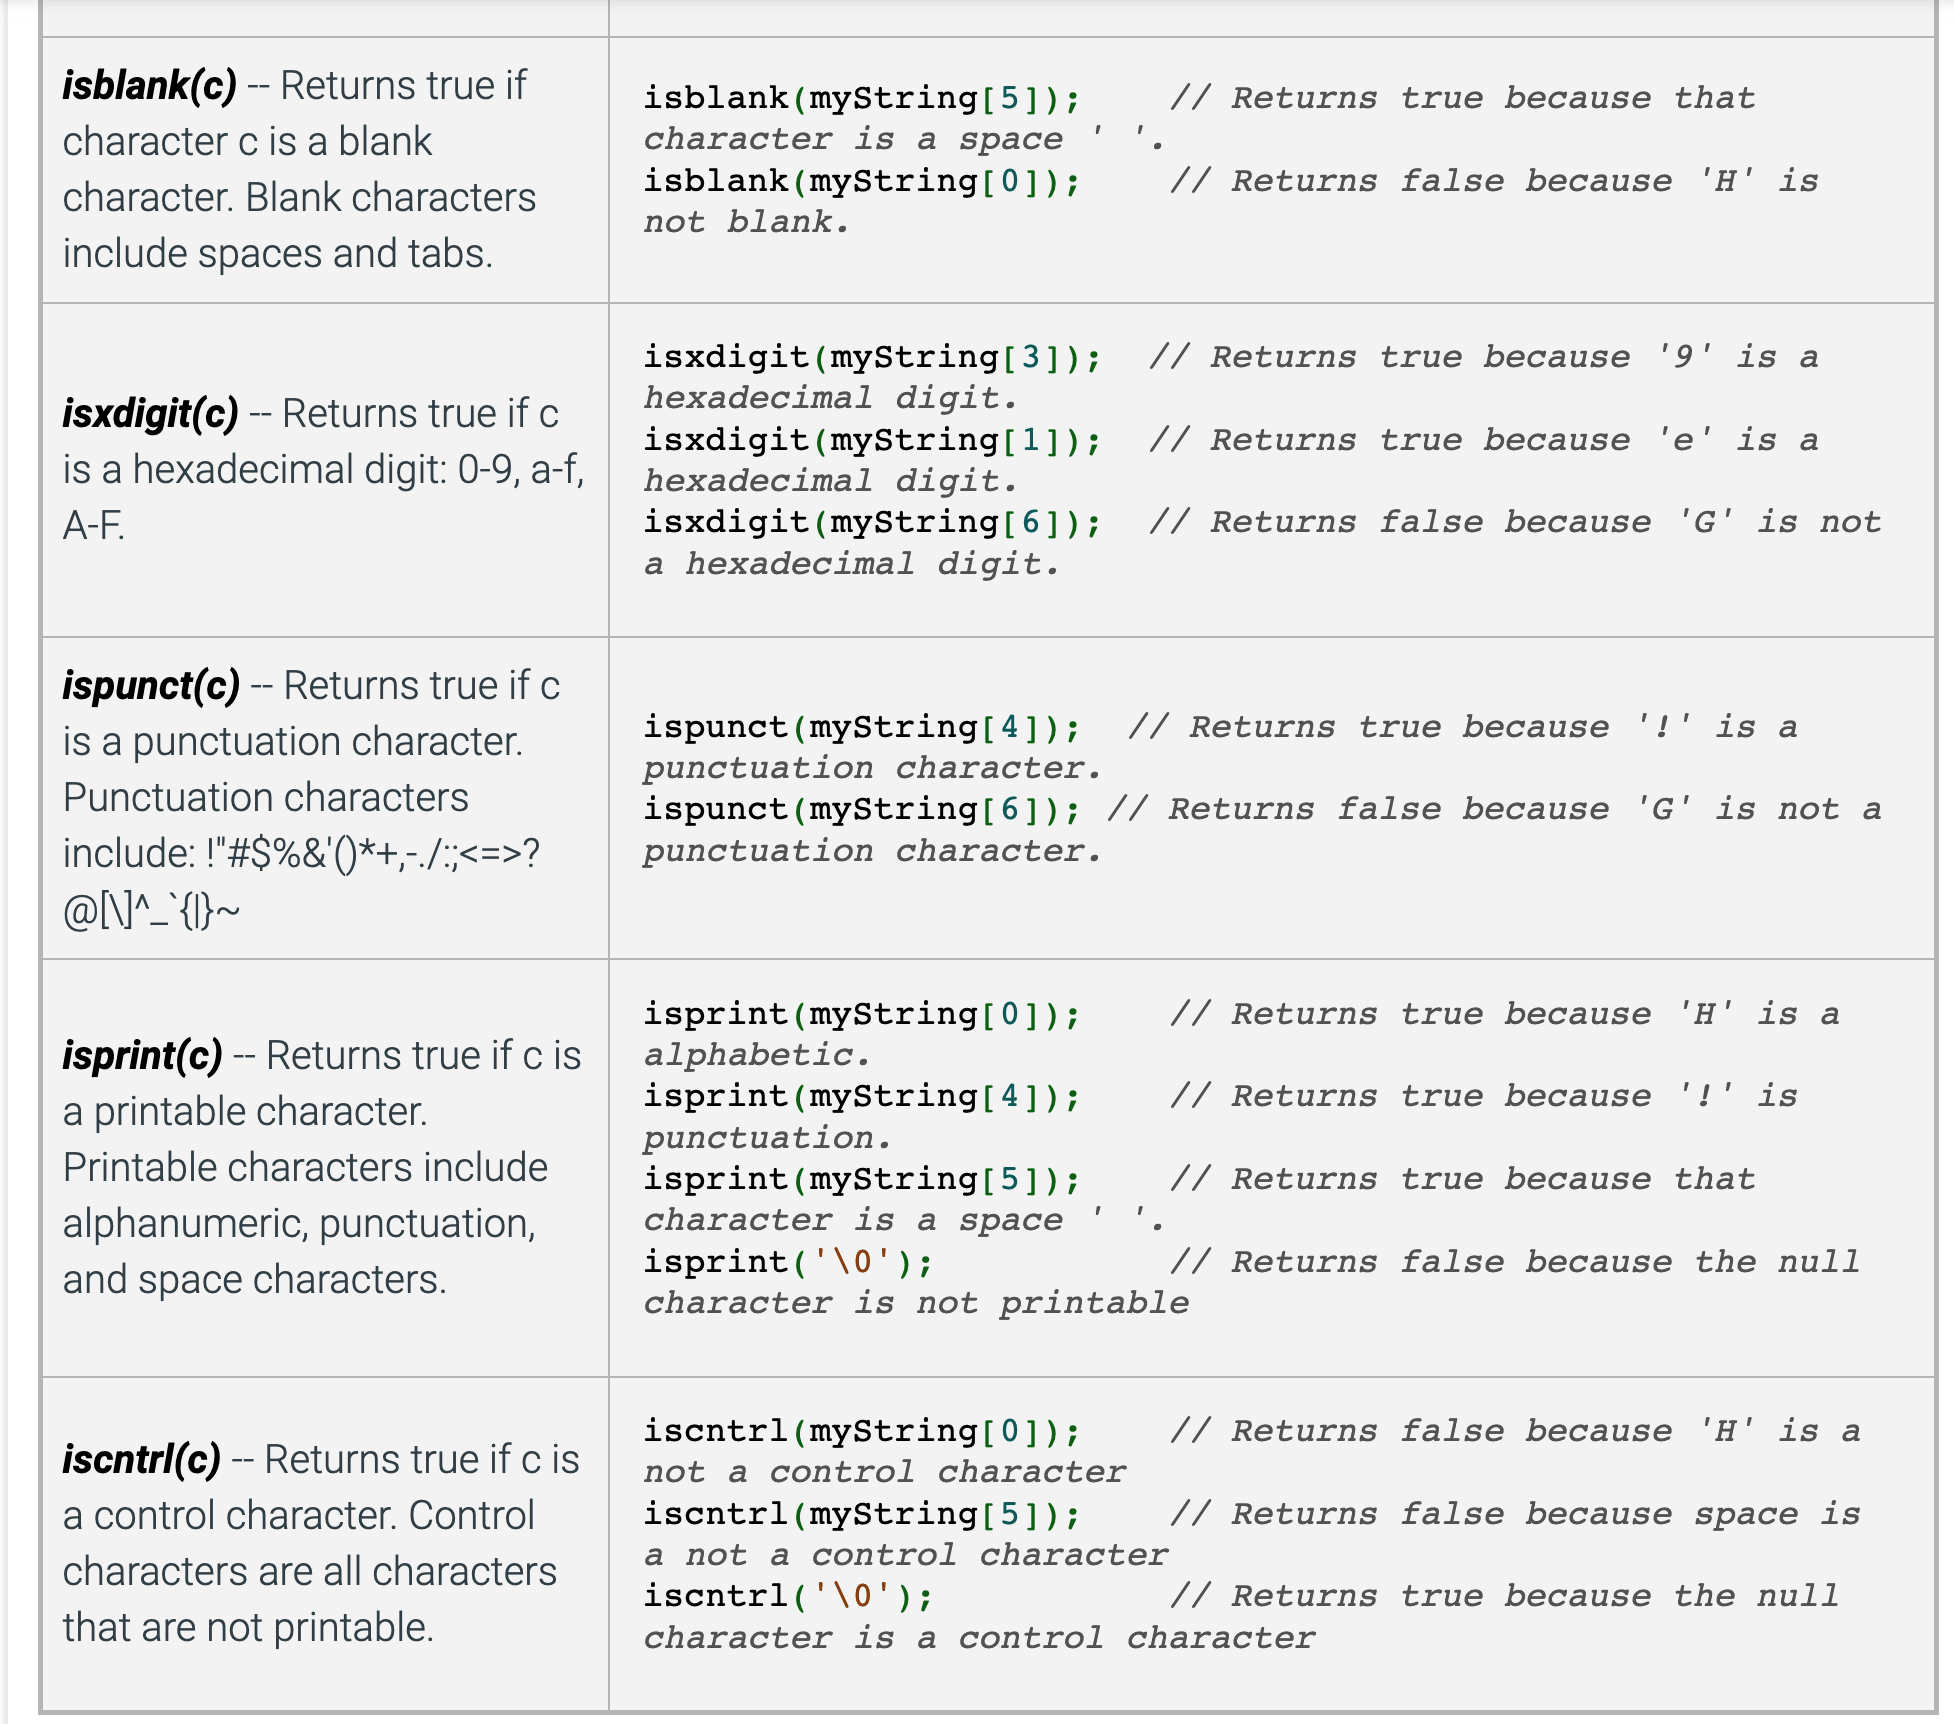 isblank(c) -- Returns true if
character c is a blank
character. Blank characters
include spaces and tabs.
isblank(myString[5]);    // Returns true because that
character is a space ' '.
isblank(myString[0]);    // Returns false because 'H' is
not blank.
isxdigit(c) -- Returns true if c
is a hexadecimal digit: 0-9, a-f,
A-F.
isxdigit(myString[3]);  // Returns true because '9' is a
hexadecimal digit.
isxdigit(myString[1]);  // Returns true because 'e' is a
hexadecimal digit.
isxdigit(myString[6]);  // Returns false because 'G' is not
a hexadecimal digit.
ispunct(c) -- Returns true if c
is a punctuation character.
Punctuation characters
include: !"#$%&'()*+,-./:;<=>?
@[\]^_`{|}~
ispunct(myString[4]);  // Returns true because '!' is a
punctuation character.
ispunct(myString[6]); // Returns false because 'G' is not a
punctuation character.
isprint(c) -- Returns true if c is
a printable character.
Printable characters include
alphanumeric, punctuation,
and space characters.
isprint(myString[0]);    // Returns true because 'H' is a
alphabetic.
isprint(myString[4]);    // Returns true because '!' is
punctuation.
isprint(myString[5]);    // Returns true because that
character is a space ' '.
isprint('\0');           // Returns false because the null
character is not printable
iscntrl(c) -- Returns true if c is
a control character. Control
characters are all characters
that are not printable.
iscntrl(myString[0]);    // Returns false because 'H' is a
not a control character
iscntrl(myString[5]);    // Returns false because space is
a not a control character
iscntrl('\0');           // Returns true because the null
character is a control character